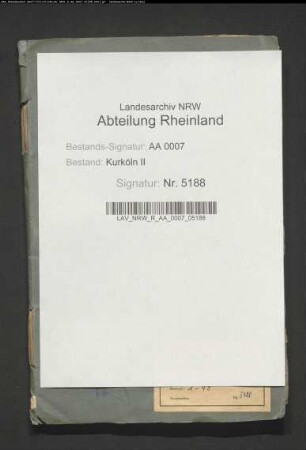 Landesarchiv NRW
Abteilung Rheinland
Bestands-Signatur: AA 0007
Bestand: Kurköln II
Signatur: Nr. 5188
LAV_NRW_R_AA_0007_05188